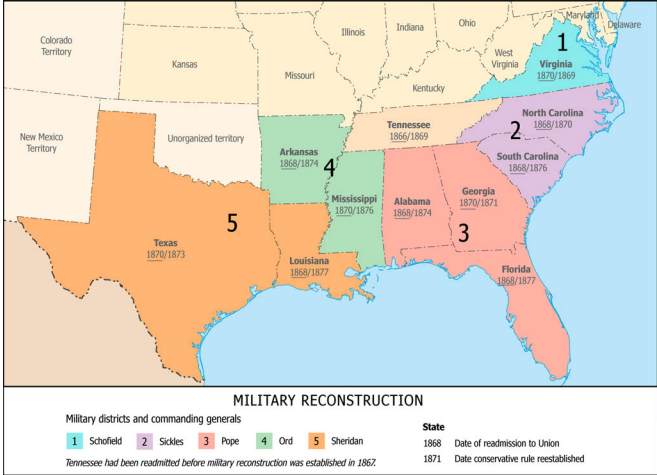 Colorado
Territory
Kansas
Missouri
Illinois
Indiana
Ohio
West
Virginia
Maryland
Delaware
Kentucky
1
Virginia
1870/1869
New Mexico
Territory
Unorganized territory
Tennessee
1866/1869
North Carolina
1868/1870
2
South Carolina
1868/1876
Arkansas
1868/1874
4
Mississippi
1870/1876
Alabama
1868/1874
Georgia
1870/1871
3
Texas
1870/1873
5
Louisiana
1868/1877
Florida
1868/1877
MILITARY RECONSTRUCTION
Military districts and commanding generals
1 Schofield 2 Sickles 3 Pope 4 Ord 5 Sheridan
Tennessee had been readmitted before military reconstruction was established in 1867.
State
1868 Date of readmission to Union
1871 Date conservative rule reestablished